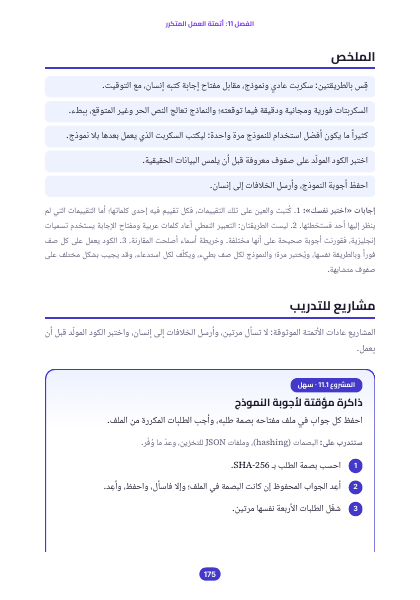 الفصل 11: أتمتة العمل المتكرر
الملخص
قِس بالطريقتين: سكربت عادي ونموذج، مقابل مفتاح إجابة كتبه إنسان، مع التوقيت.
السكربتات فورية ومجانية ودقيقة فيما توقعته؛ والنماذج تعالج النص الحر وغير المتوقع، ببطء.
كثيراً ما يكون أفضل استخدام للنموذج مرة واحدة: ليكتب السكربت الذي يعمل بعدها بلا نموذج.
اختبر الكود المولّد على صفوف معروفة قبل أن يلمس البيانات الحقيقية.
احفظ أجوبة النموذج، وأرسل الخلافات إلى إنسان.
إجابات «اختبر نفسك»: 1. كُتبت والعين على تلك التقييمات، فكل تقييم فيه إحدى كلماتها؛ أما التقييمات التي لم
ينظر إليها أحد فستخطئها. 2. ليست الطريقتان: التعبير النمطي أعاد كلمات عربية ومفتاح الإجابة يستخدم تسميات
إنجليزية، فقورنت أجوبة صحيحة على أنها مختلفة. وخريطة أسماء أصلحت المقارنة. 3. الكود يعمل على كل صف
فوراً وبالطريقة نفسها، ويُختبر مرة؛ والنموذج لكل صف بطيء، ويكلّف لكل استدعاء، وقد يجيب بشكل مختلف على
صفوف متشابهة.
مشاريع للتدريب
المشاريع عادات الأتمتة الموثوقة: لا تسأل مرتين، وأرسل الخلافات إلى إنسان، واختبر الكود المولّد قبل أن
يعمل.
المشروع 11.1 · سهل
ذاكرة مؤقتة لأجوبة النموذج
احفظ كل جواب في ملف مفتاحه بصمة طلبه، وأجب الطلبات المكررة من الملف.
ستتدرب على: البصمات (hashing)، وملفات JSON للتخزين، وعدّ ما وُفّر.
1 احسب بصمة الطلب بـ SHA-256.
2 أعِد الجواب المحفوظ إن كانت البصمة في الملف؛ وإلا فاسأل، واحفظ، وأعِد.
3 شغّل الطلبات الأربعة نفسها مرتين.
175